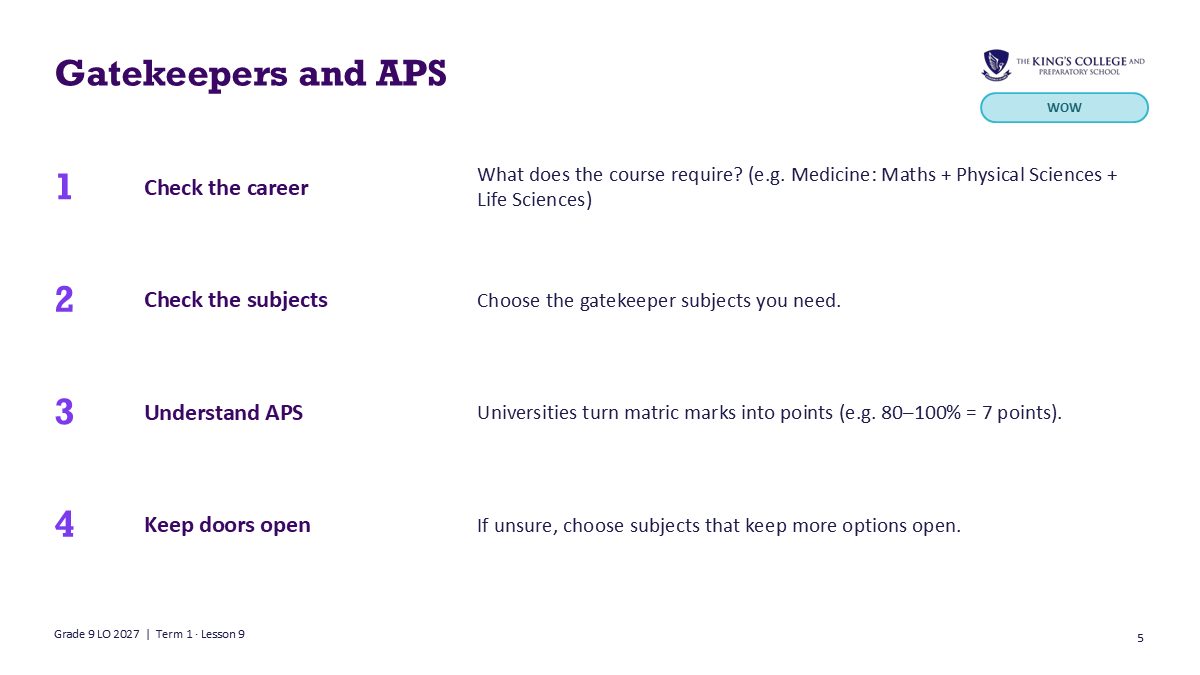 Gatekeepers and APS
THE KING'S COLLEGE AND
PREPARATORY SCHOOL
WOW
1
Check the career
What does the course require? (e.g. Medicine: Maths + Physical Sciences +
Life Sciences)
2
Check the subjects
Choose the gatekeeper subjects you need.
3
Understand APS
Universities turn matric marks into points (e.g. 80–100% = 7 points).
4
Keep doors open
If unsure, choose subjects that keep more options open.
Grade 9 LO 2027 | Term 1 · Lesson 9
5